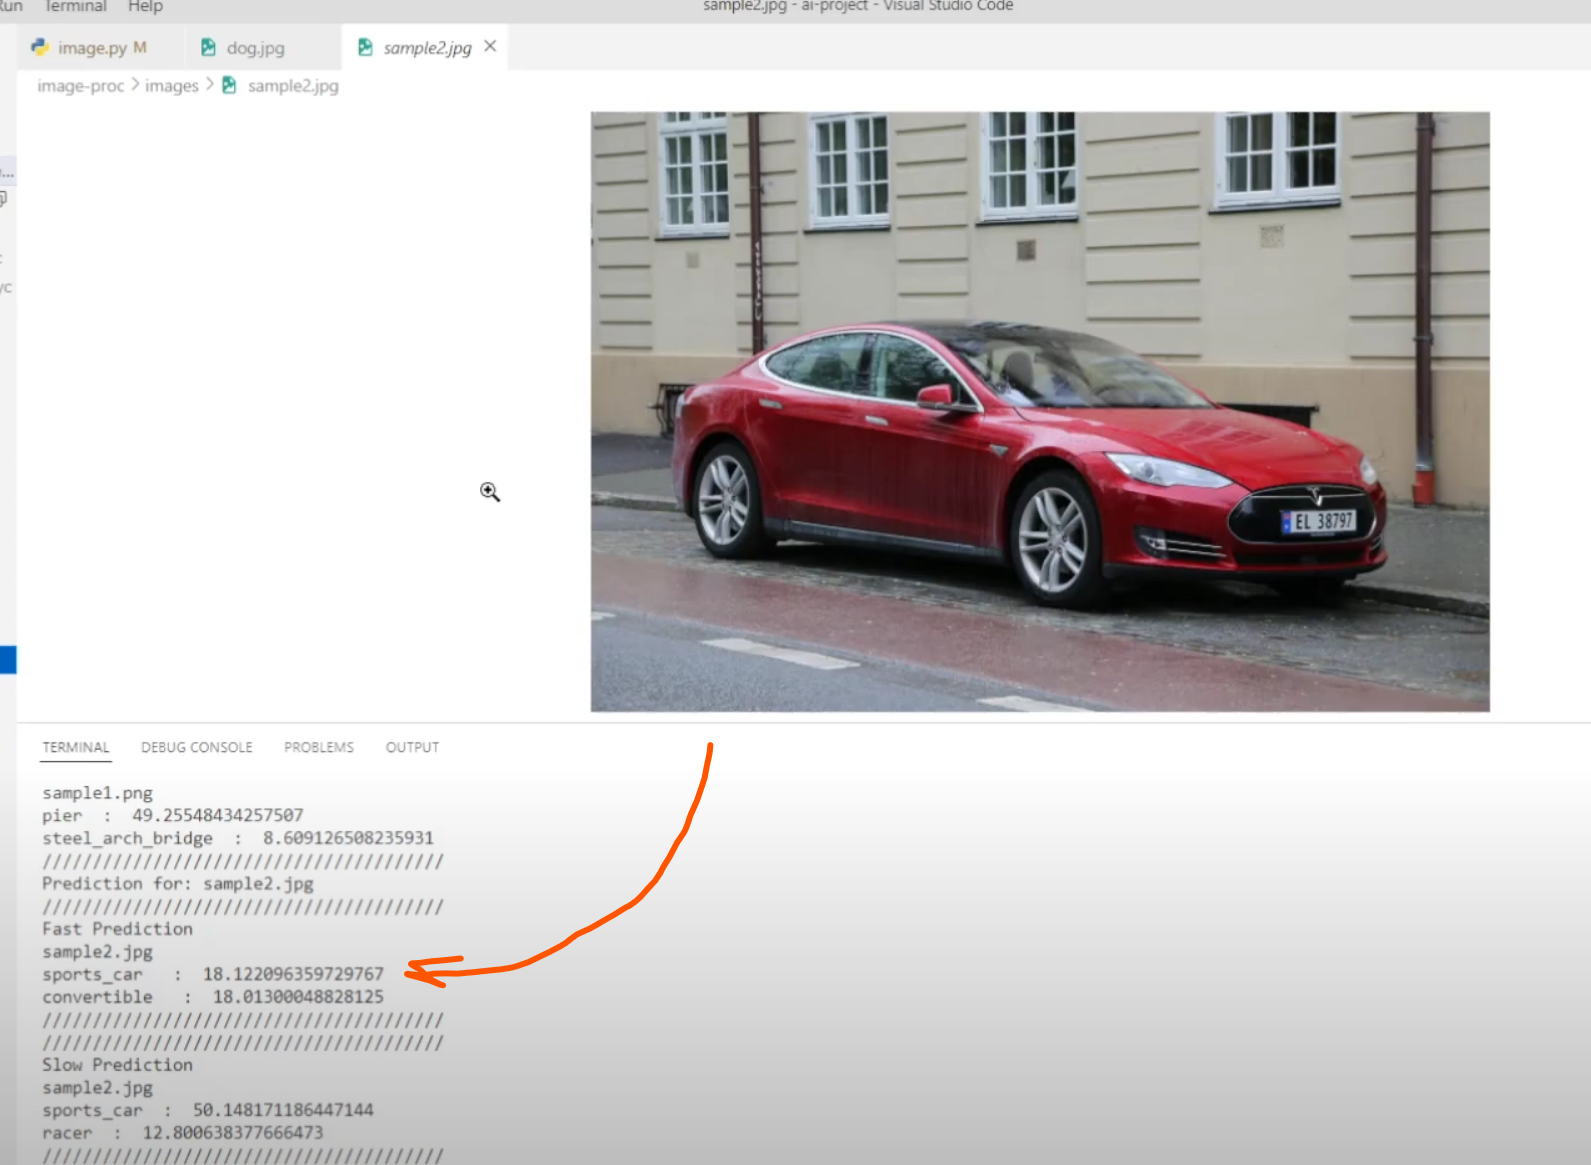 Run Terminal Help
sample2.jpg - ai-project - Visual Studio Code
image.py M dog.jpg sample2.jpg
image-proc > images > sample2.jpg
EL 38797
TERMINAL DEBUG CONSOLE PROBLEMS OUTPUT
sample1.png
pier : 49.25548434257507
steel_arch_bridge : 8.609126508235931
////////////////////////////////////////
Prediction for: sample2.jpg
////////////////////////////////////////
Fast Prediction
sample2.jpg
sports_car : 18.122096359729767
convertible : 18.01300048828125
////////////////////////////////////////
////////////////////////////////////////
Slow Prediction
sample2.jpg
sports_car : 50.148171186447144
racer : 12.800638377666473
////////////////////////////////////////